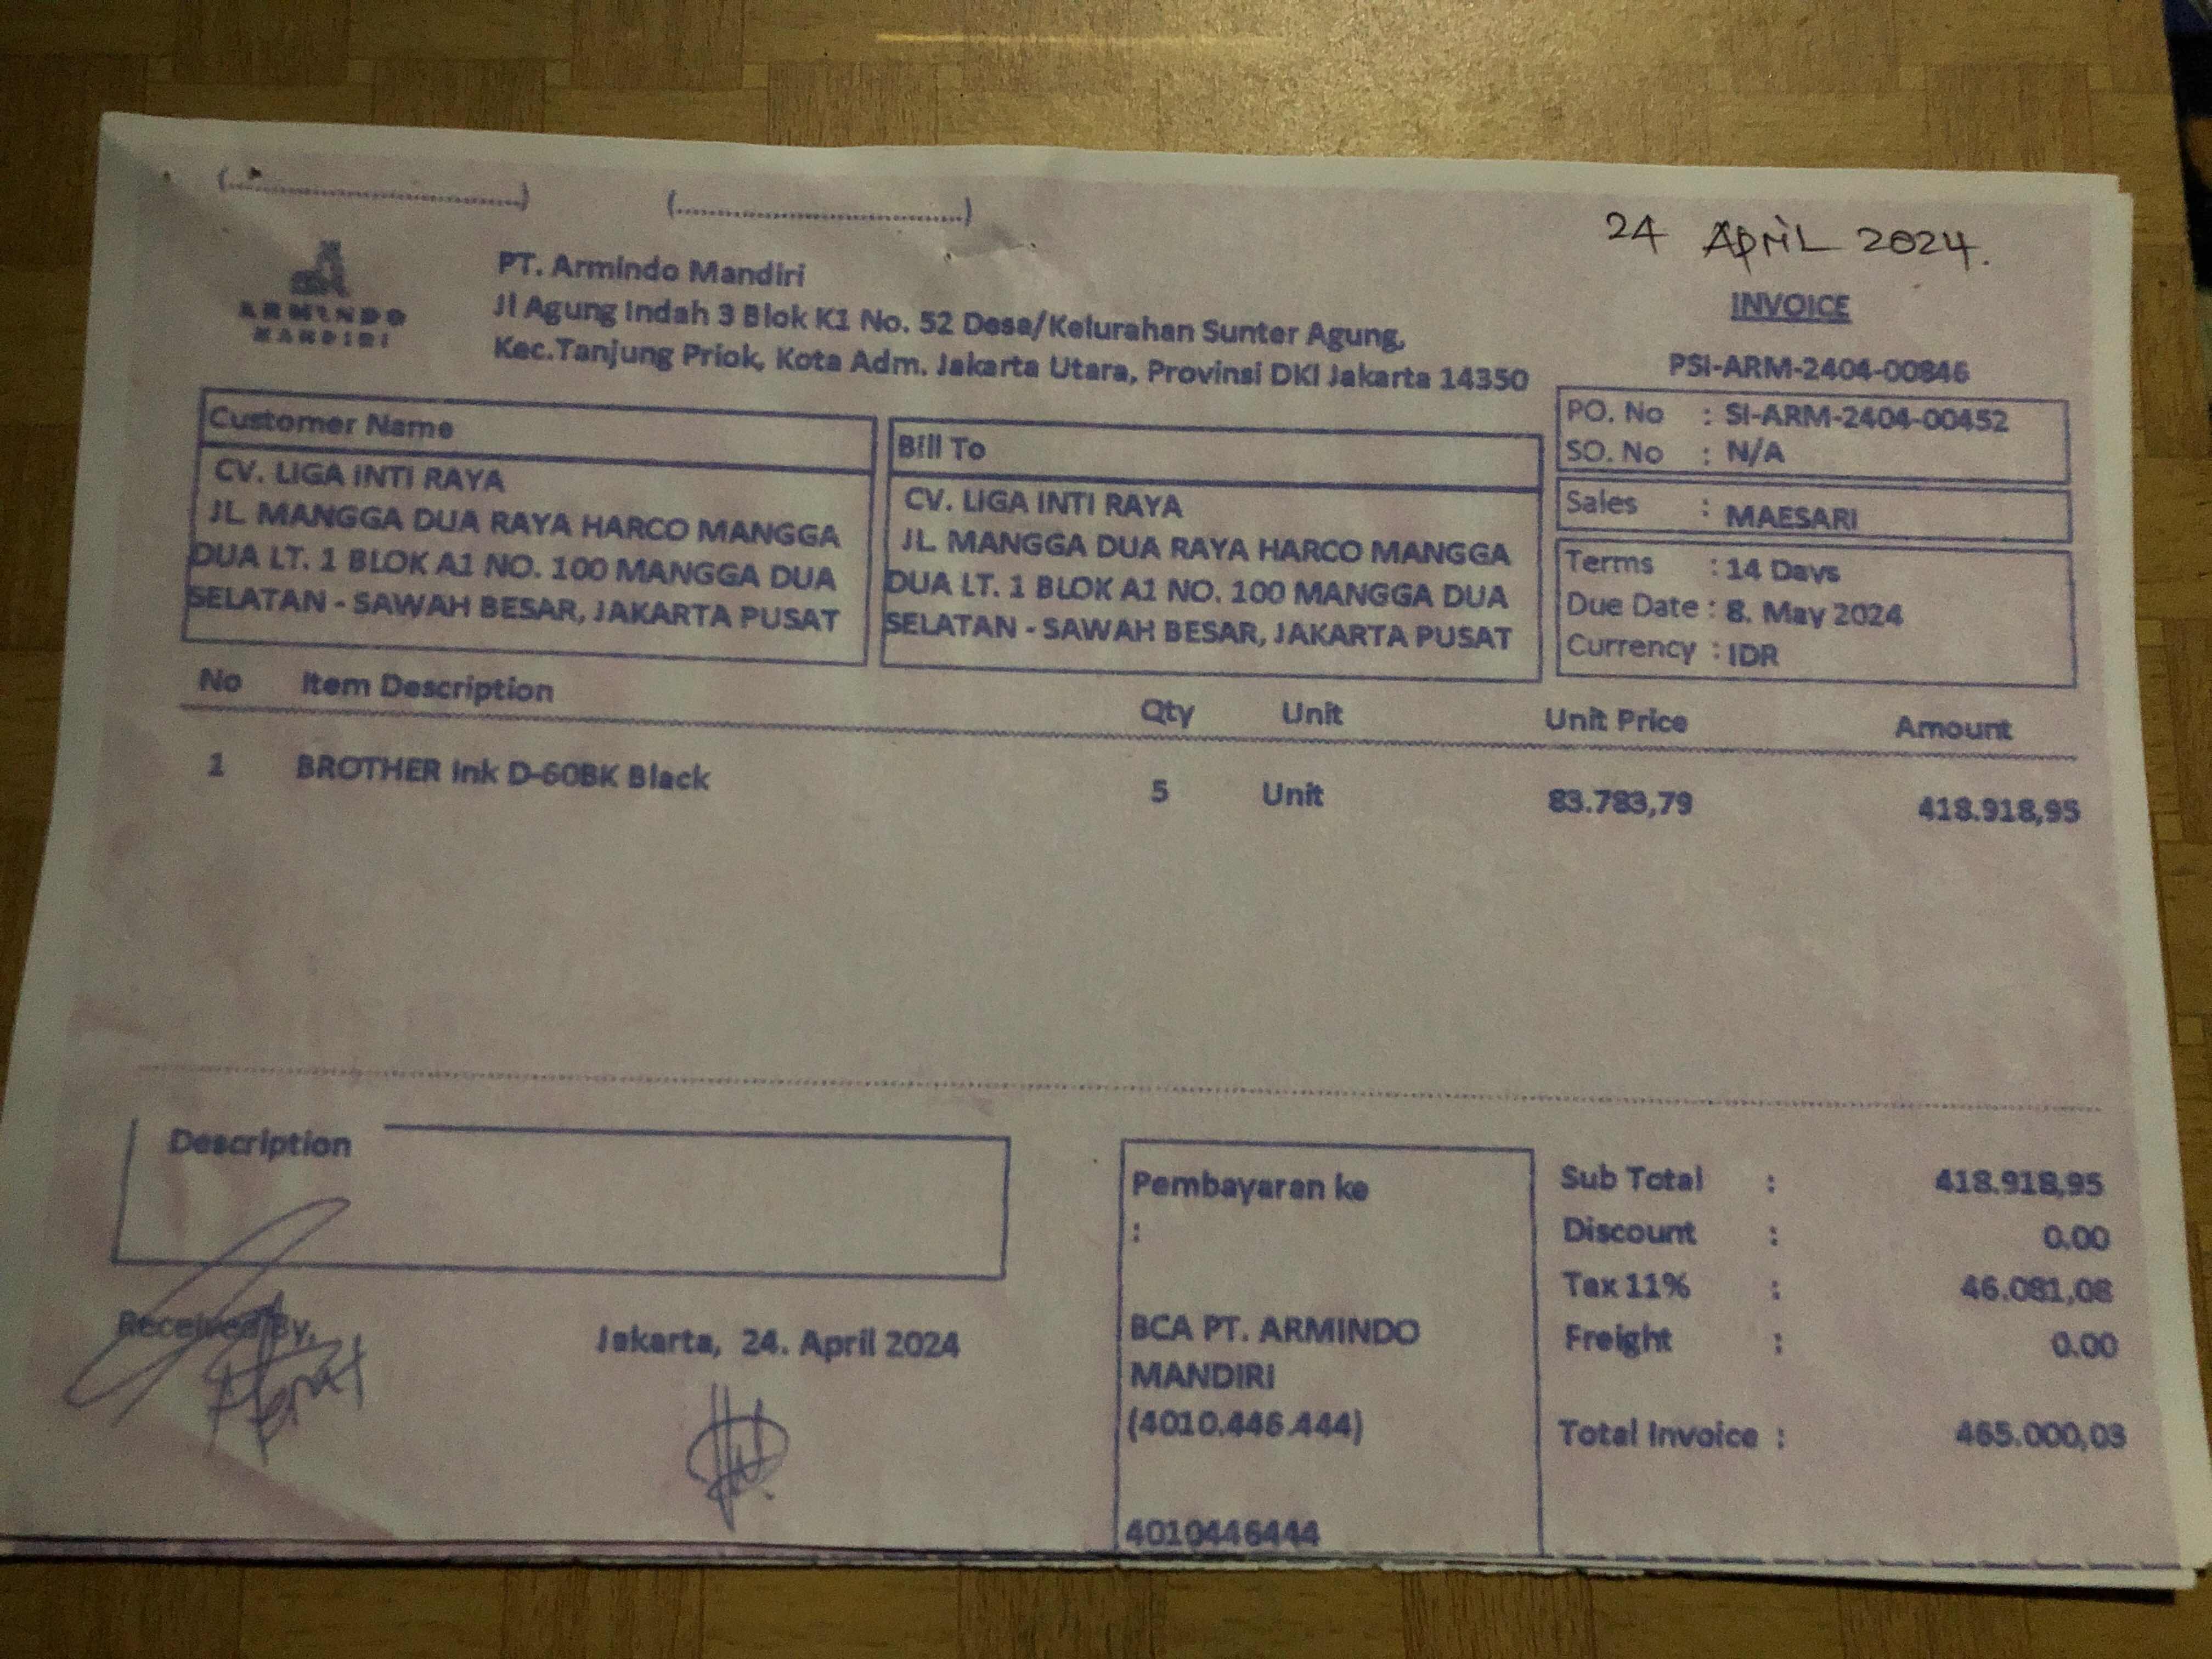 (..............................) (..............................)
24 April 2024.
ARMINDO
MANDIRI
PT. Armindo Mandiri
Jl Agung Indah 3 Blok K1 No. 52 Desa/Kelurahan Sunter Agung,
Kec.Tanjung Priok, Kota Adm. Jakarta Utara, Provinsi DKI Jakarta 14350
INVOICE
PSI-ARM-2404-00846
PO. No : SI-ARM-2404-00452
SO. No : N/A
Sales : MAESARI
Terms : 14 Days
Due Date : 8. May 2024
Currency : IDR
Customer Name
CV. LIGA INTI RAYA
JL. MANGGA DUA RAYA HARCO MANGGA
DUA LT. 1 BLOK A1 NO. 100 MANGGA DUA
SELATAN - SAWAH BESAR, JAKARTA PUSAT
Bill To
CV. LIGA INTI RAYA
JL. MANGGA DUA RAYA HARCO MANGGA
DUA LT. 1 BLOK A1 NO. 100 MANGGA DUA
SELATAN - SAWAH BESAR, JAKARTA PUSAT
No Item Description Qty Unit Unit Price Amount
1 BROTHER Ink D-60BK Black 5 Unit 83.783,79 418.918,95
Description
Received By,
Jakarta, 24. April 2024
Pembayaran ke
:
BCA PT. ARMINDO
MANDIRI
(4010.446.444)
4010446444
Sub Total : 418.918,95
Discount : 0.00
Tax 11% : 46.081,08
Freight : 0.00
Total Invoice : 465.000,03